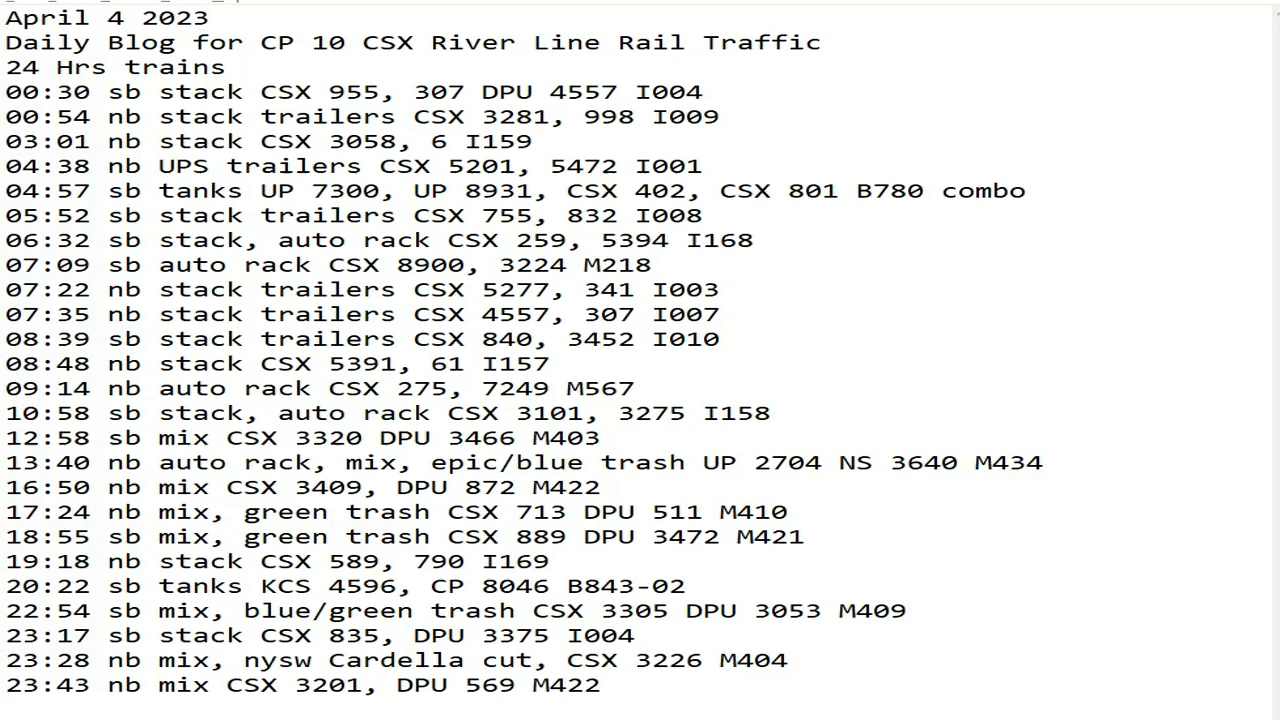 April 4 2023
Daily Blog for CP 10 CSX River Line Rail Traffic
24 Hrs trains
00:30 sb stack CSX 955, 307 DPU 4557 I004
00:54 nb stack trailers CSX 3281, 998 I009
03:01 nb stack CSX 3058, 6 I159
04:38 nb UPS trailers CSX 5201, 5472 I001
04:57 sb tanks UP 7300, UP 8931, CSX 402, CSX 801 B780 combo
05:52 sb stack trailers CSX 755, 832 I008
06:32 sb stack, auto rack CSX 259, 5394 I168
07:09 sb auto rack CSX 8900, 3224 M218
07:22 nb stack trailers CSX 5277, 341 I003
07:35 nb stack trailers CSX 4557, 307 I007
08:39 sb stack trailers CSX 840, 3452 I010
08:48 nb stack CSX 5391, 61 I157
09:14 nb auto rack CSX 275, 7249 M567
10:58 sb stack, auto rack CSX 3101, 3275 I158
12:58 sb mix CSX 3320 DPU 3466 M403
13:40 nb auto rack, mix, epic/blue trash UP 2704 NS 3640 M434
16:50 nb mix CSX 3409, DPU 872 M422
17:24 nb mix, green trash CSX 713 DPU 511 M410
18:55 sb mix, green trash CSX 889 DPU 3472 M421
19:18 nb stack CSX 589, 790 I169
20:22 sb tanks KCS 4596, CP 8046 B843-02
22:54 sb mix, blue/green trash CSX 3305 DPU 3053 M409
23:17 sb stack CSX 835, DPU 3375 I004
23:28 nb mix, nysw Cardella cut, CSX 3226 M404
23:43 nb mix CSX 3201, DPU 569 M422